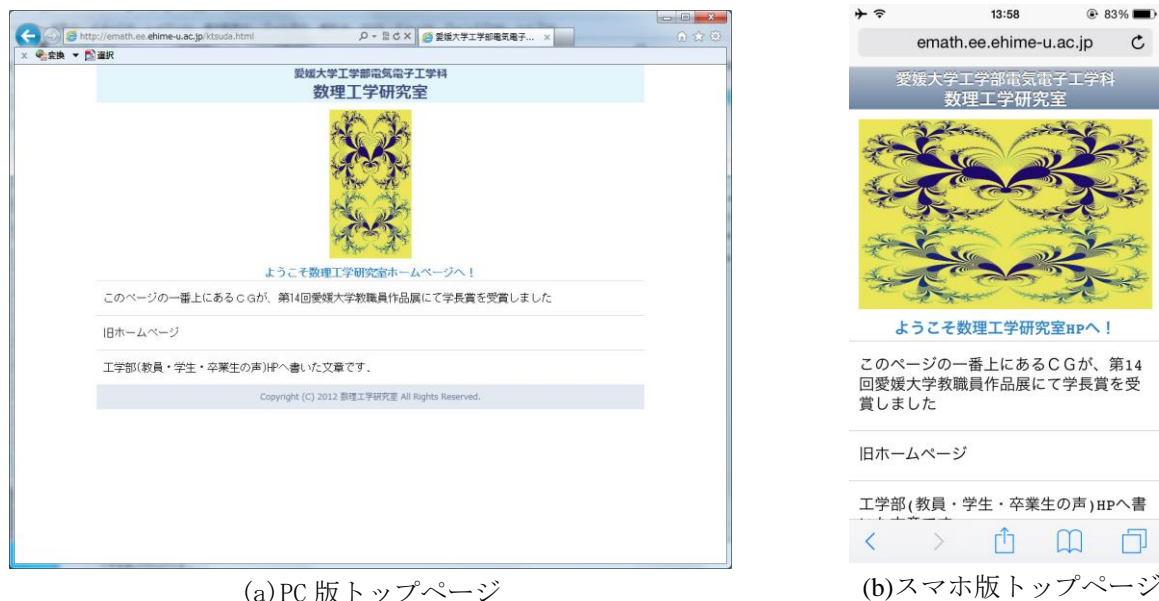 http://emath.ee.ehime-u.ac.jp/ktsuda.html
愛媛大学工学部電気電子...
x 変換 ▼ 選択
愛媛大学工学部電気電子工学科
数理工学研究室
ようこそ数理工学研究室ホームページへ！
このページの一番上にあるＣＧが、第14回愛媛大学教職員作品展にて学長賞を受賞しました
旧ホームページ
工学部(教員・学生・卒業生の声)HPへ書いた文章です．
Copyright (C) 2012 数理工学研究室 All Rights Reserved.
(a)PC版トップページ
13:58
83%
emath.ee.ehime-u.ac.jp
愛媛大学工学部電気電子工学科
数理工学研究室
ようこそ数理工学研究室HPへ！
このページの一番上にあるＣＧが、第14
回愛媛大学教職員作品展にて学長賞を受
賞しました
旧ホームページ
工学部(教員・学生・卒業生の声)HPへ書
(b)スマホ版トップページ